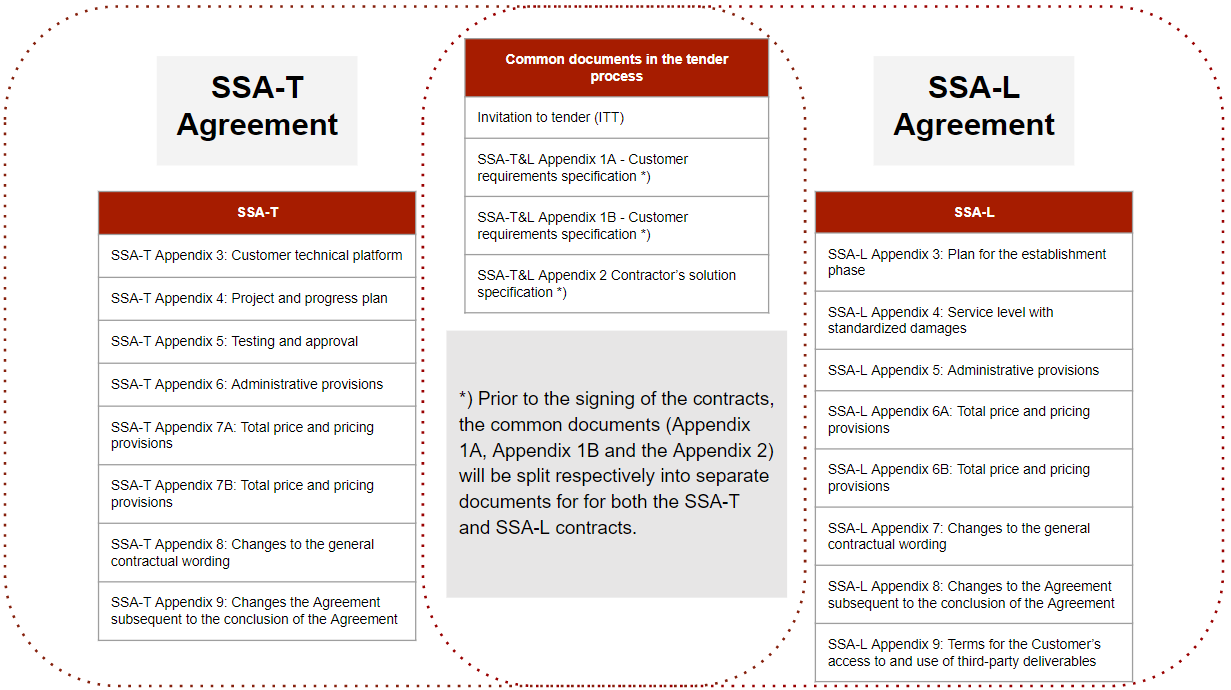 SSA-T
Agreement
SSA-T
SSA-T Appendix 3: Customer technical platform
SSA-T Appendix 4: Project and progress plan
SSA-T Appendix 5: Testing and approval
SSA-T Appendix 6: Administrative provisions
SSA-T Appendix 7A: Total price and pricing
provisions
SSA-T Appendix 7B: Total price and pricing
provisions
SSA-T Appendix 8: Changes to the general
contractual wording
SSA-T Appendix 9: Changes the Agreement
subsequent to the conclusion of the Agreement
Common documents in the tender
process
Invitation to tender (ITT)
SSA-T&L Appendix 1A - Customer
requirements specification *)
SSA-T&L Appendix 1B - Customer
requirements specification *)
SSA-T&L Appendix 2 Contractor’s solution
specification *)
*) Prior to the signing of the contracts,
the common documents (Appendix
1A, Appendix 1B and the Appendix 2)
will be split respectively into separate
documents for for both the SSA-T
and SSA-L contracts.
SSA-L
Agreement
SSA-L
SSA-L Appendix 3: Plan for the establishment
phase
SSA-L Appendix 4: Service level with
standardized damages
SSA-L Appendix 5: Administrative provisions
SSA-L Appendix 6A: Total price and pricing
provisions
SSA-L Appendix 6B: Total price and pricing
provisions
SSA-L Appendix 7: Changes to the general
contractual wording
SSA-L Appendix 8: Changes to the Agreement
subsequent to the conclusion of the Agreement
SSA-L Appendix 9: Terms for the Customer’s
access to and use of third-party deliverables